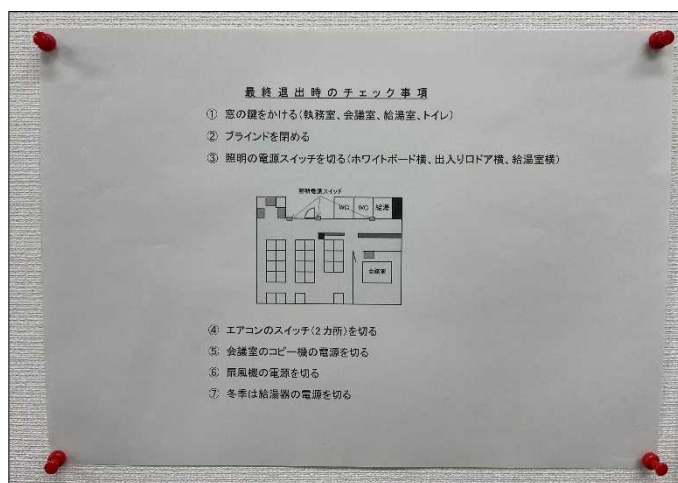 最終退出時のチェック事項
① 窓の鍵をかける(執務室、会議室、給湯室、トイレ)
② ブラインドを閉める
③ 照明の電源スイッチを切る(ホワイトボード横、出入り口ドア横、給湯室横)
照明電源スイッチ
WC WC 給湯
会議室
④ エアコンのスイッチ(2カ所)を切る
⑤ 会議室のコピー機の電源を切る
⑥ 扇風機の電源を切る
⑦ 冬季は給湯器の電源を切る